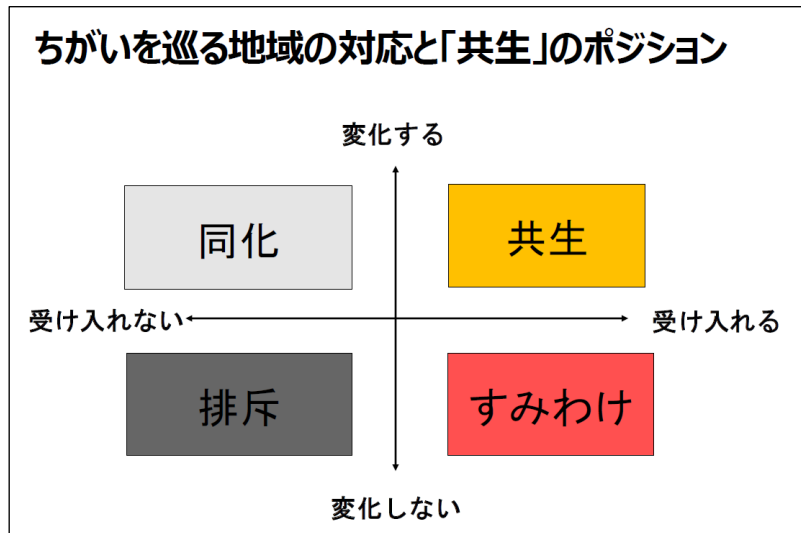 ちがいを巡る地域の対応と「共生」のポジション
変化する
同化
共生
受け入れない
受け入れる
排斥
すみわけ
変化しない